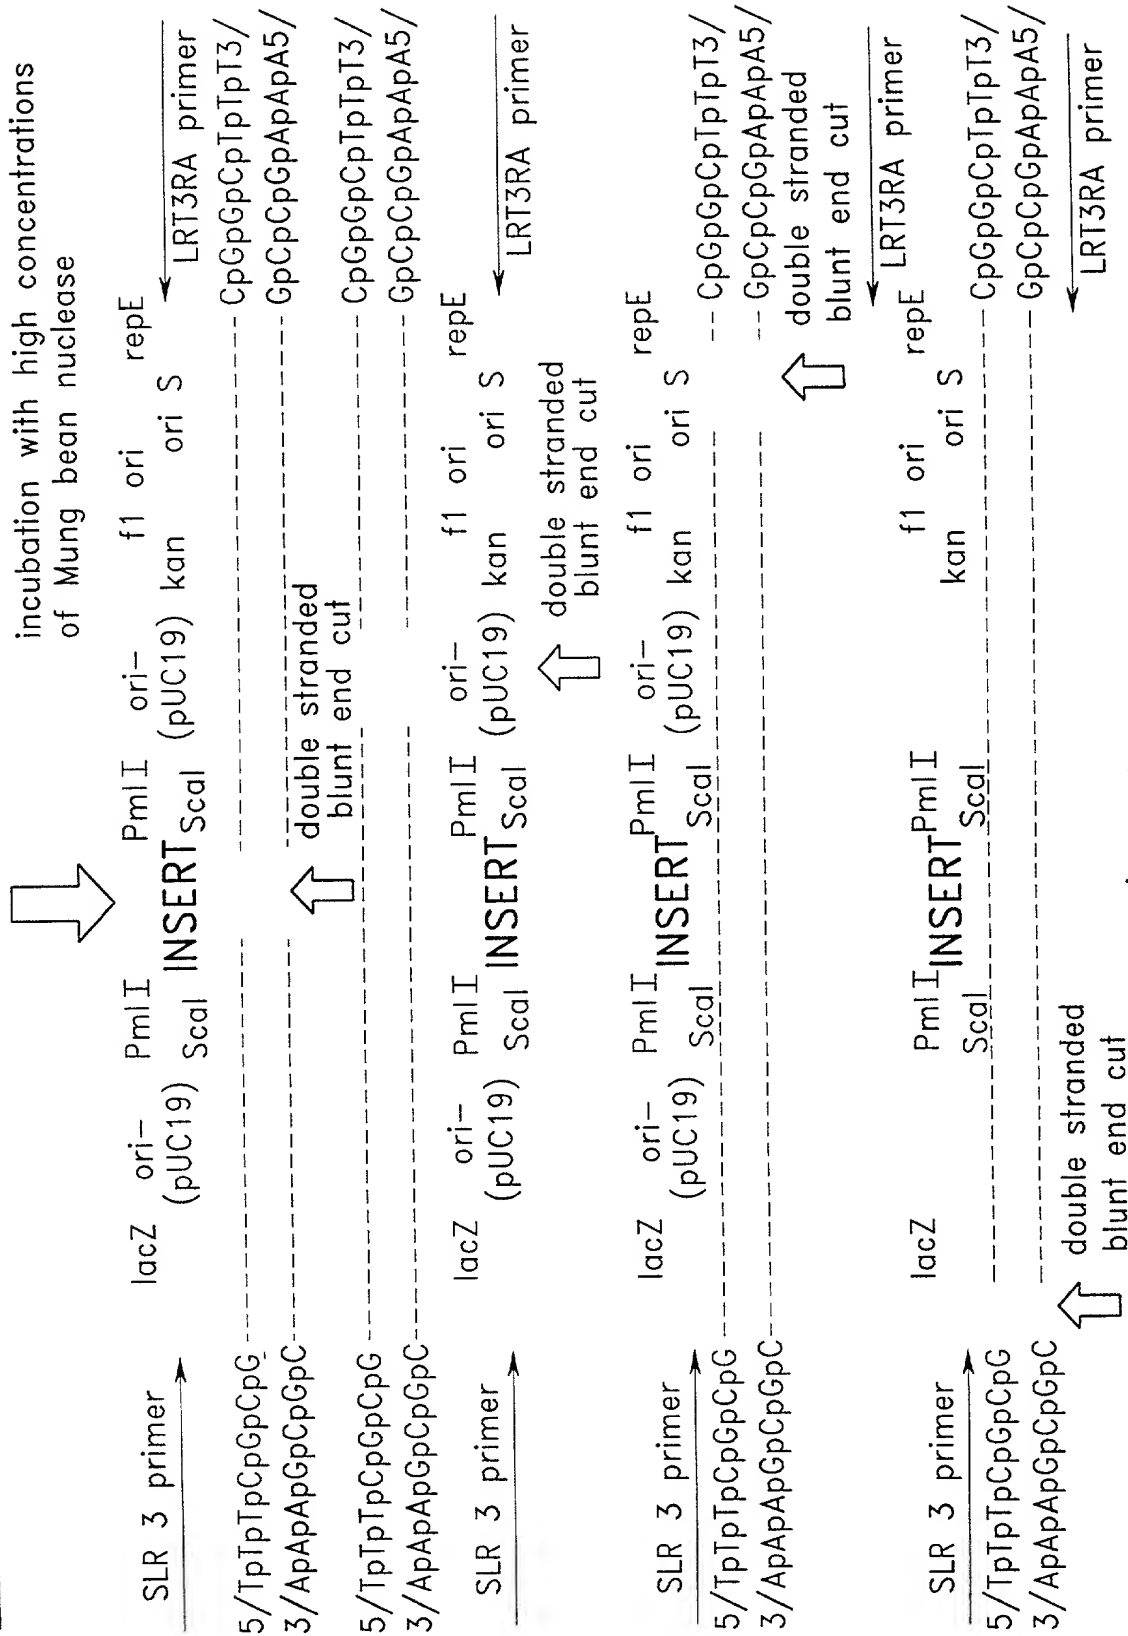 incubation with high concentrations
of Mung bean nuclease
lacZ ori- PmlI PmlI ori- f1 ori repE
(pUC19) ScaI INSERT ScaI (pUC19) kan ori S
SLR 3 primer LRT3RA primer
5/TpTpTpCpGpCpG CpGpGpCpTpTpT3/
3/ApApApGpCpGpC GpCpCpGpApApA5/
double stranded
blunt end cut
5/TpTpTpCpGpCpG CpGpGpCpTpTpT3/
3/ApApApGpCpGpC GpCpCpGpApApA5/
lacZ ori- PmlI PmlI ori- f1 ori repE
(pUC19) ScaI INSERT ScaI (pUC19) kan ori S
SLR 3 primer LRT3RA primer
double stranded
blunt end cut
lacZ ori- PmlI PmlI ori- f1 ori repE
(pUC19) ScaI INSERT ScaI (pUC19) kan ori S
SLR 3 primer
5/TpTpTpCpGpCpG CpGpGpCpTpTpT3/
3/ApApApGpCpGpC GpCpCpGpApApA5/
double stranded
blunt end cut
LRT3RA primer
lacZ PmlI PmlI f1 ori repE
ScaI INSERT ScaI kan ori S
SLR 3 primer
5/TpTpTpCpGpCpG CpGpGpCpTpTpT3/
3/ApApApGpCpGpC GpCpCpGpApApA5/
LRT3RA primer
double stranded
blunt end cut